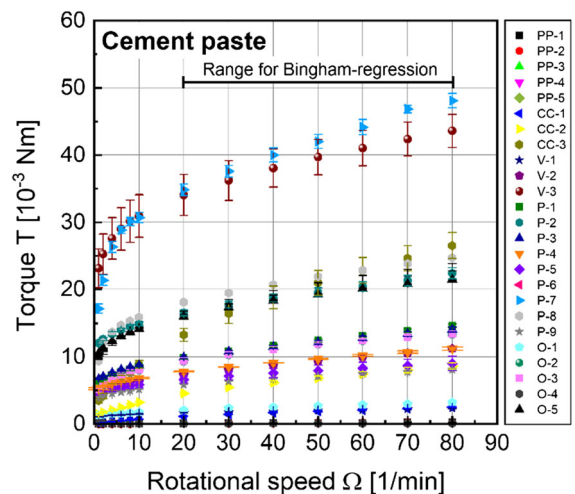 Cement paste
Range for Bingham-regression
Torque T [10⁻³ Nm]
60
50
40
30
20
10
0
0 10 20 30 40 50 60 70 80 90
Rotational speed Ω [1/min]
PP-1
PP-2
PP-3
PP-4
PP-5
CC-1
CC-2
CC-3
V-1
V-2
V-3
P-1
P-2
P-3
P-4
P-5
P-6
P-7
P-8
P-9
O-1
O-2
O-3
O-4
O-5